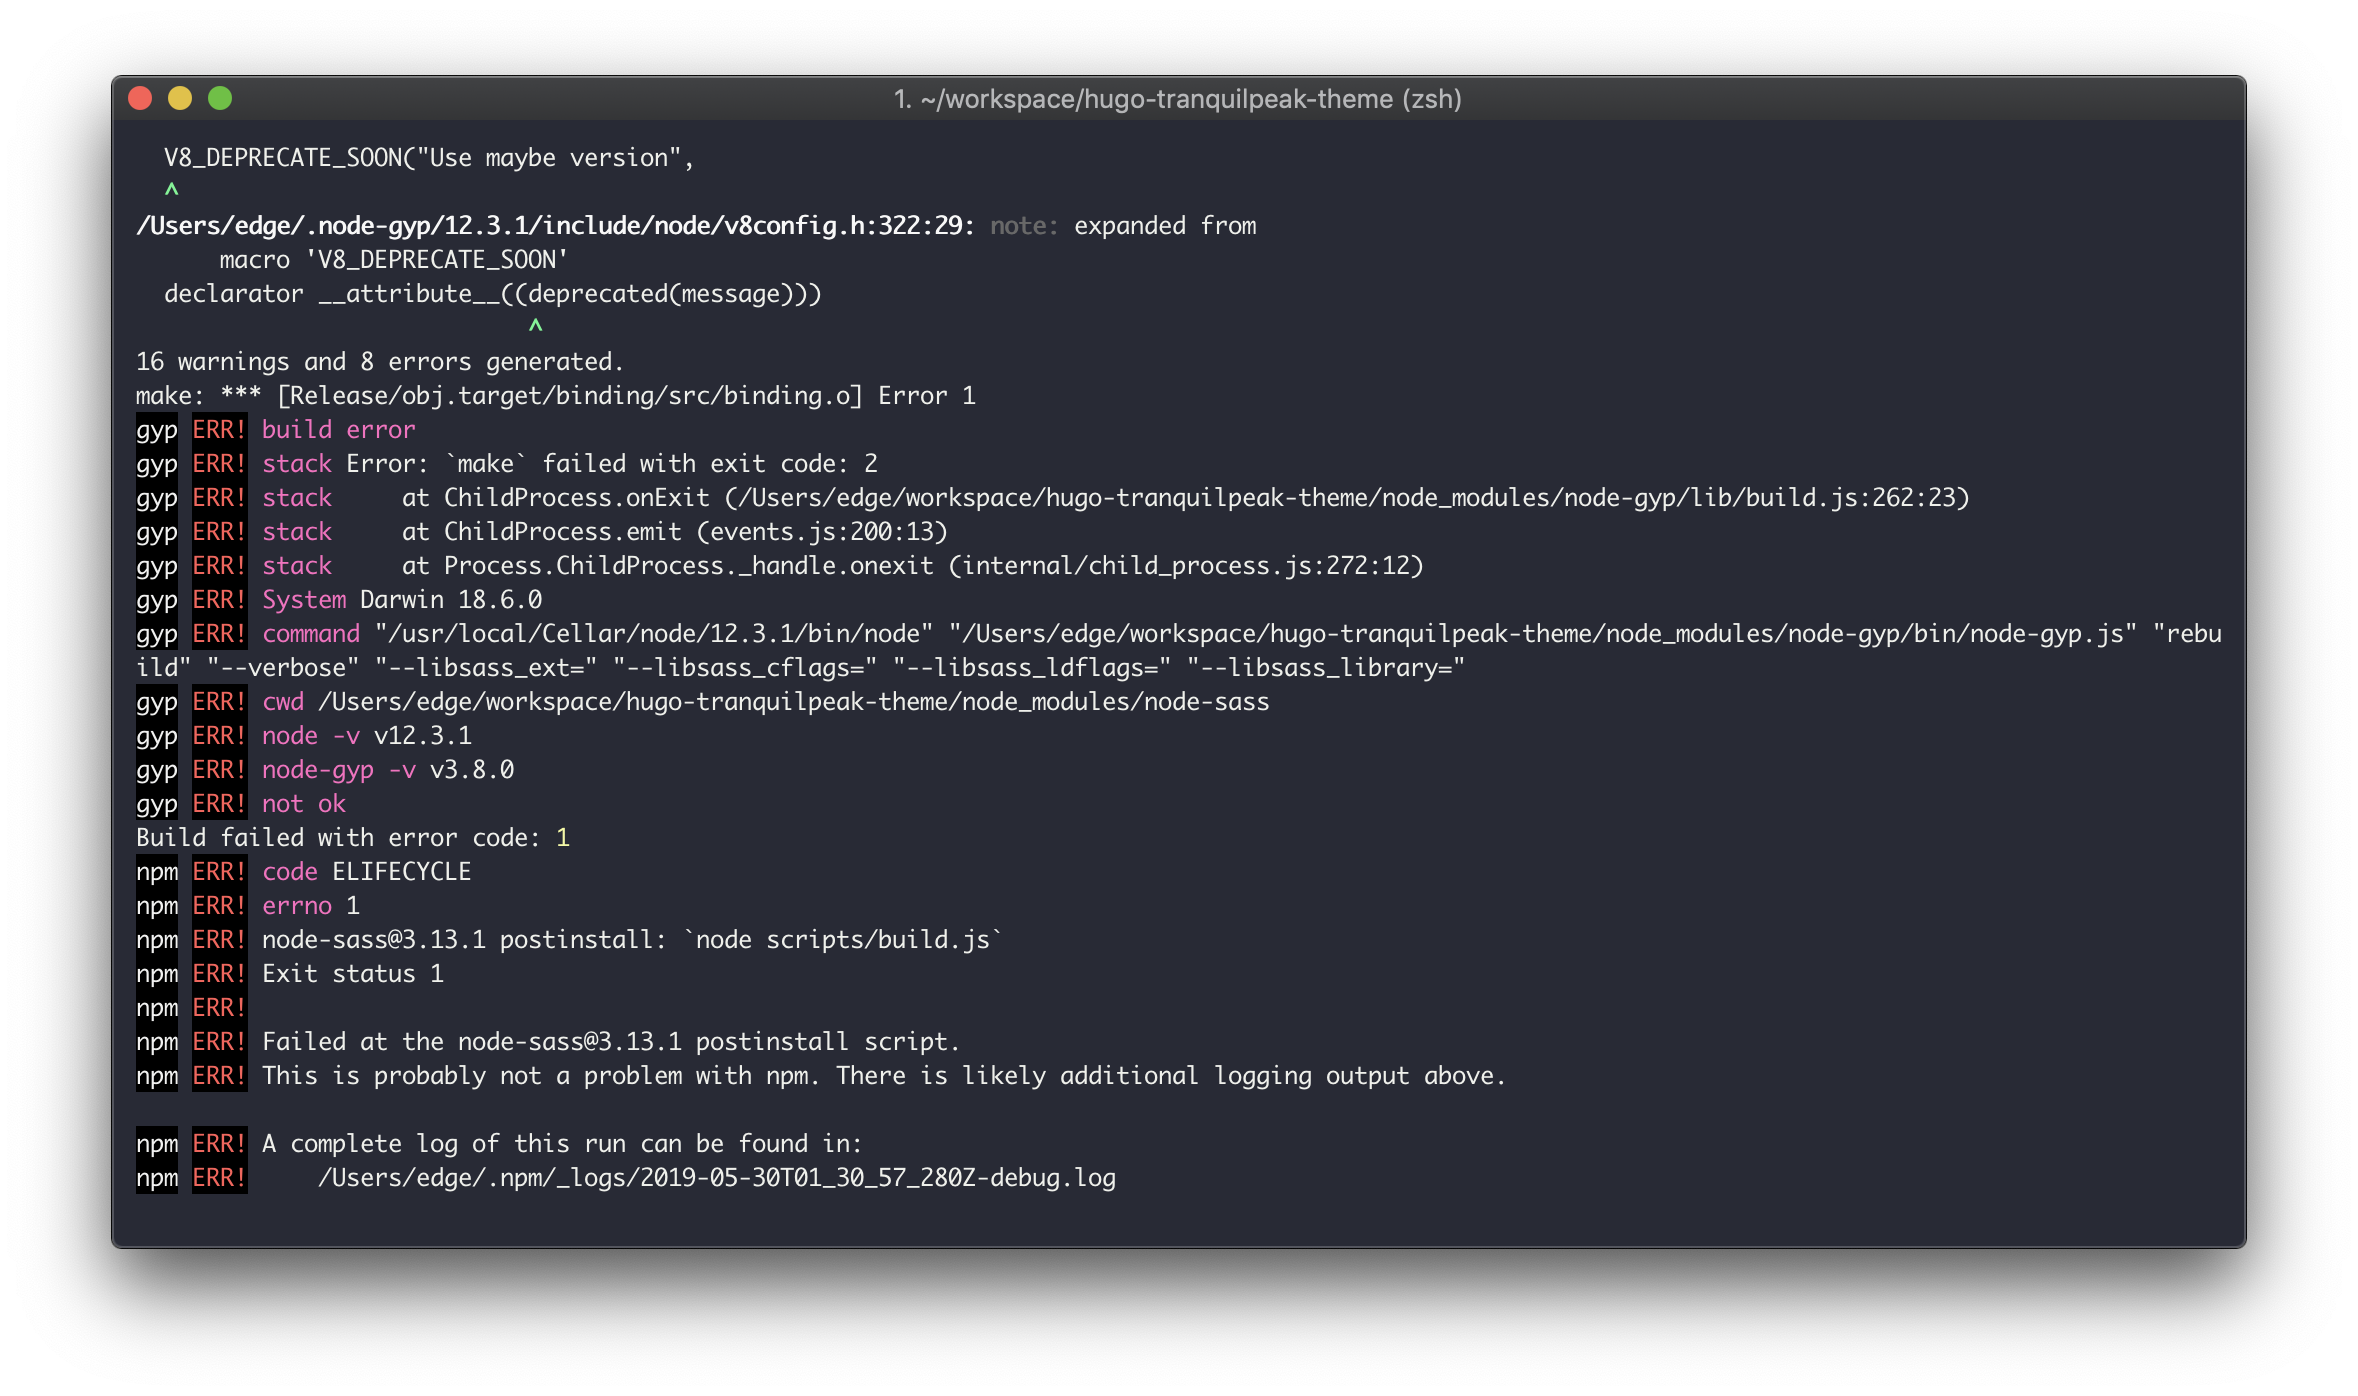 1. ~/workspace/hugo-tranquilpeak-theme (zsh)
  V8_DEPRECATE_SOON("Use maybe version",
  ^
/Users/edge/.node-gyp/12.3.1/include/node/v8config.h:322:29: note: expanded from
      macro 'V8_DEPRECATE_SOON'
  declarator __attribute__((deprecated(message)))
                            ^
16 warnings and 8 errors generated.
make: *** [Release/obj.target/binding/src/binding.o] Error 1
gyp ERR! build error
gyp ERR! stack Error: `make` failed with exit code: 2
gyp ERR! stack     at ChildProcess.onExit (/Users/edge/workspace/hugo-tranquilpeak-theme/node_modules/node-gyp/lib/build.js:262:23)
gyp ERR! stack     at ChildProcess.emit (events.js:200:13)
gyp ERR! stack     at Process.ChildProcess._handle.onexit (internal/child_process.js:272:12)
gyp ERR! System Darwin 18.6.0
gyp ERR! command "/usr/local/Cellar/node/12.3.1/bin/node" "/Users/edge/workspace/hugo-tranquilpeak-theme/node_modules/node-gyp/bin/node-gyp.js" "rebu
ild" "--verbose" "--libsass_ext=" "--libsass_cflags=" "--libsass_ldflags=" "--libsass_library="
gyp ERR! cwd /Users/edge/workspace/hugo-tranquilpeak-theme/node_modules/node-sass
gyp ERR! node -v v12.3.1
gyp ERR! node-gyp -v v3.8.0
gyp ERR! not ok
Build failed with error code: 1
npm ERR! code ELIFECYCLE
npm ERR! errno 1
npm ERR! node-sass@3.13.1 postinstall: `node scripts/build.js`
npm ERR! Exit status 1
npm ERR!
npm ERR! Failed at the node-sass@3.13.1 postinstall script.
npm ERR! This is probably not a problem with npm. There is likely additional logging output above.
npm ERR! A complete log of this run can be found in:
npm ERR!     /Users/edge/.npm/_logs/2019-05-30T01_30_57_280Z-debug.log